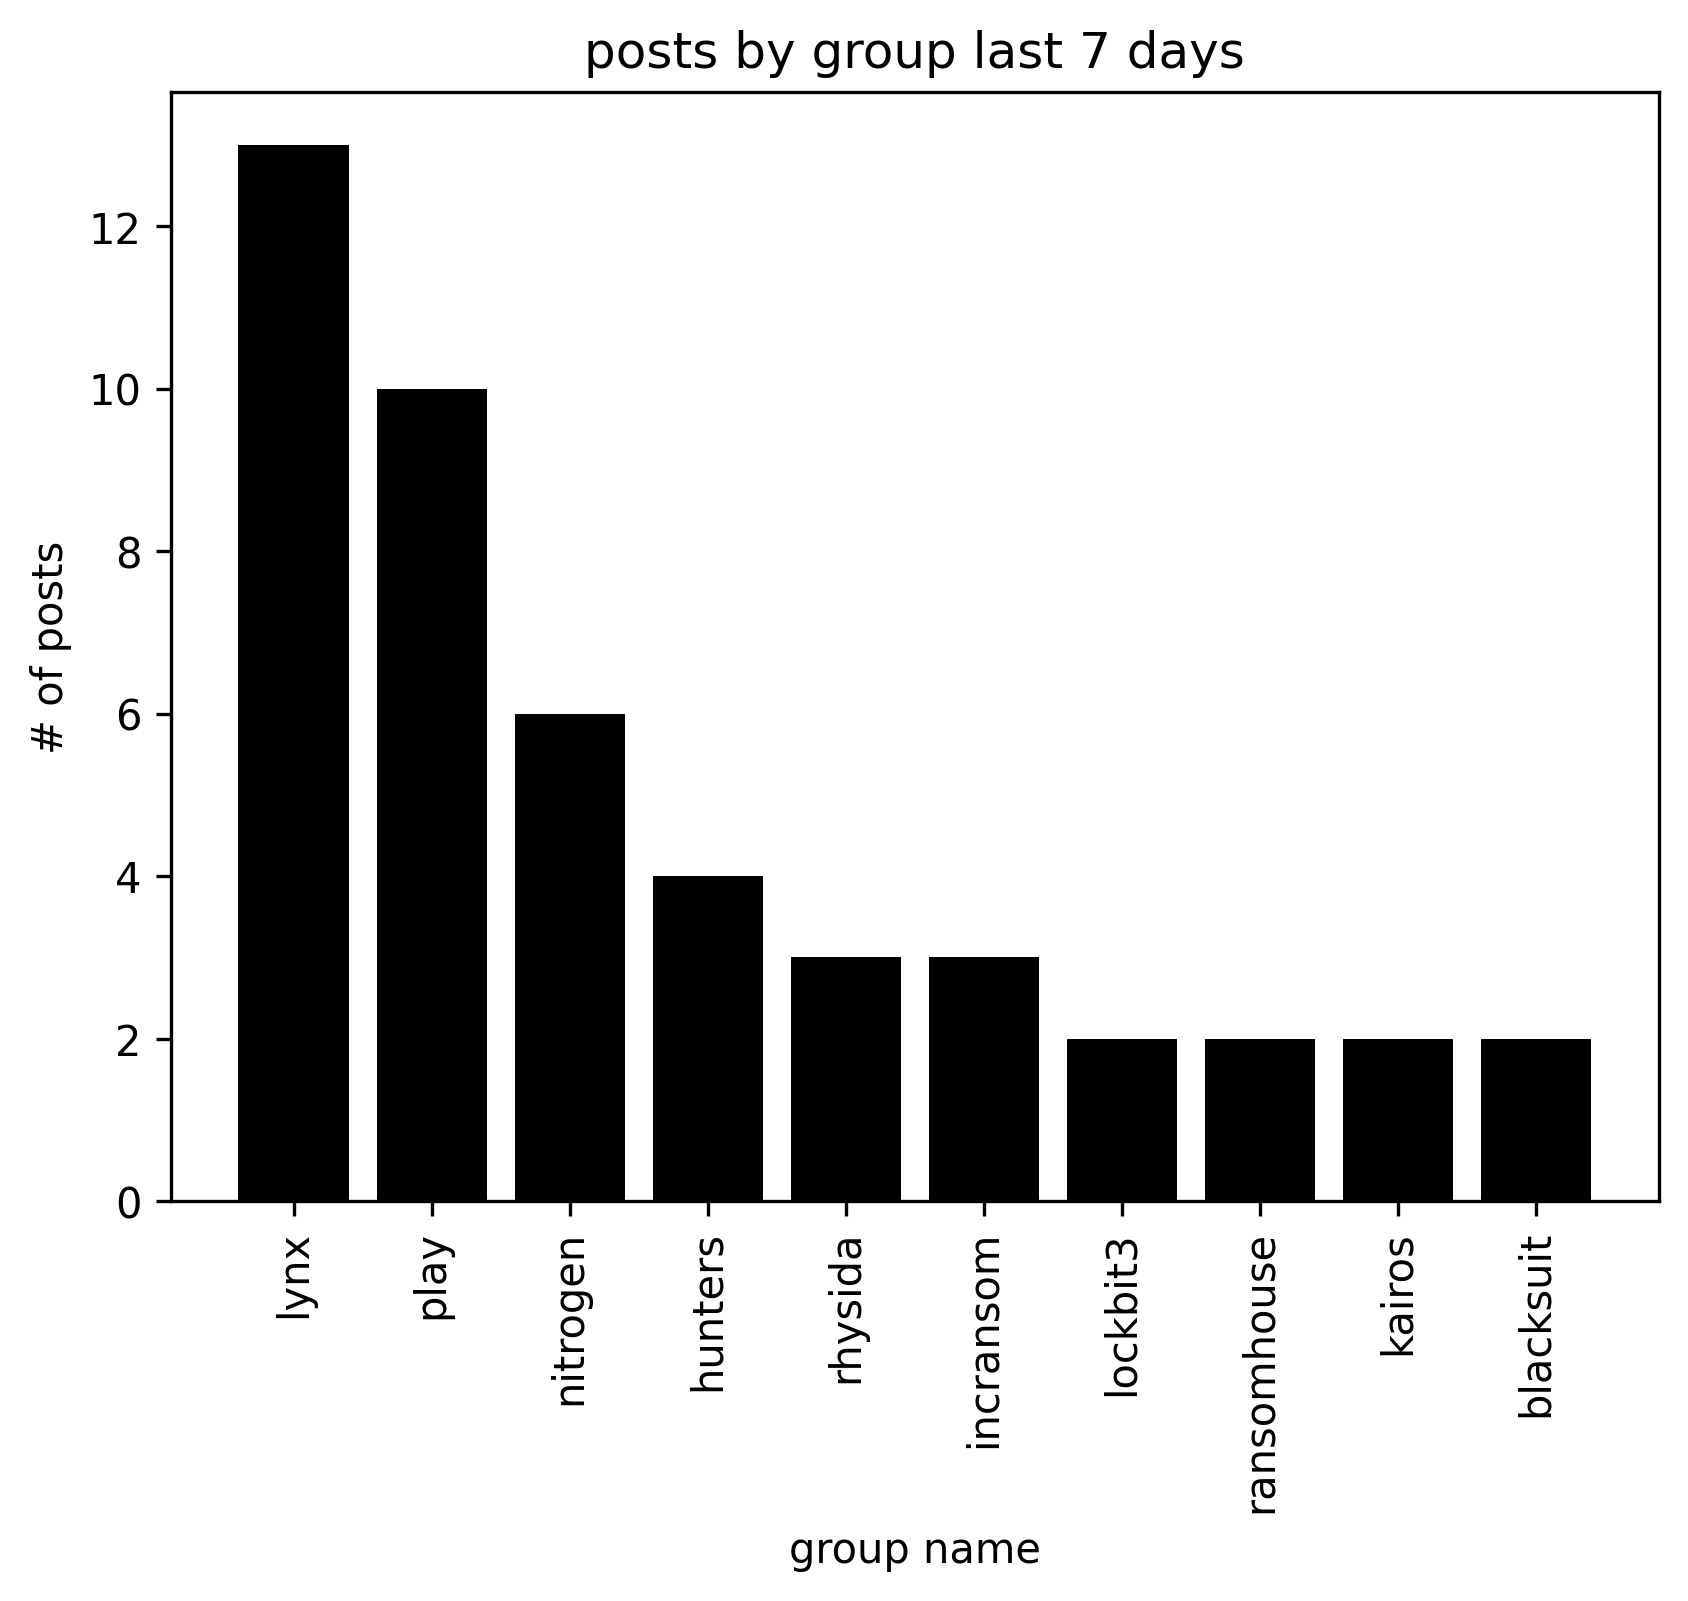 posts by group last 7 days
# of posts
12
10
8
6
4
2
0
lynx
play
nitrogen
hunters
rhysida
incransom
lockbit3
ransomhouse
kairos
blacksuit
group name